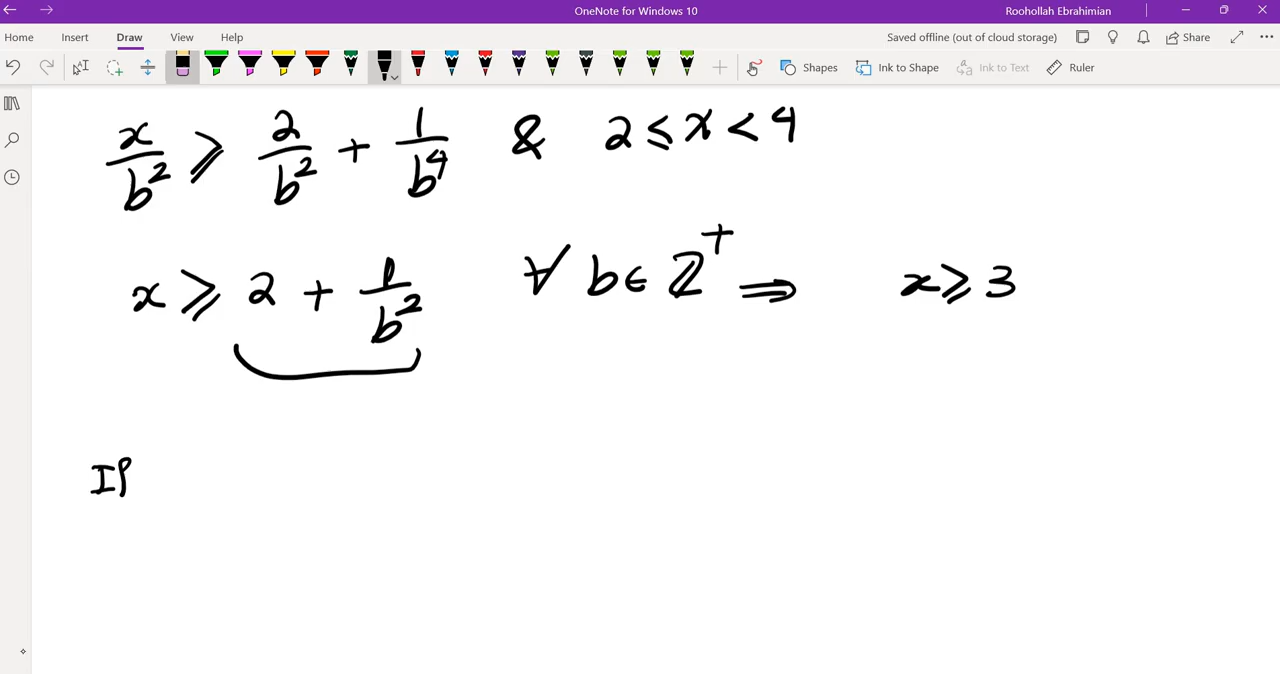 OneNote for Windows 10
Roohollah Ebrahimian
Home Insert Draw View Help
Saved offline (out of cloud storage)
Share
Shapes Ink to Shape Ink to Text Ruler
x/b² ⩾ 2/b² + 1/b⁴ & 2 ≤ x < 4
x ⩾ 2 + 1/b² ∀ b ∈ ℤ⁺ ⇒ x ⩾ 3
If